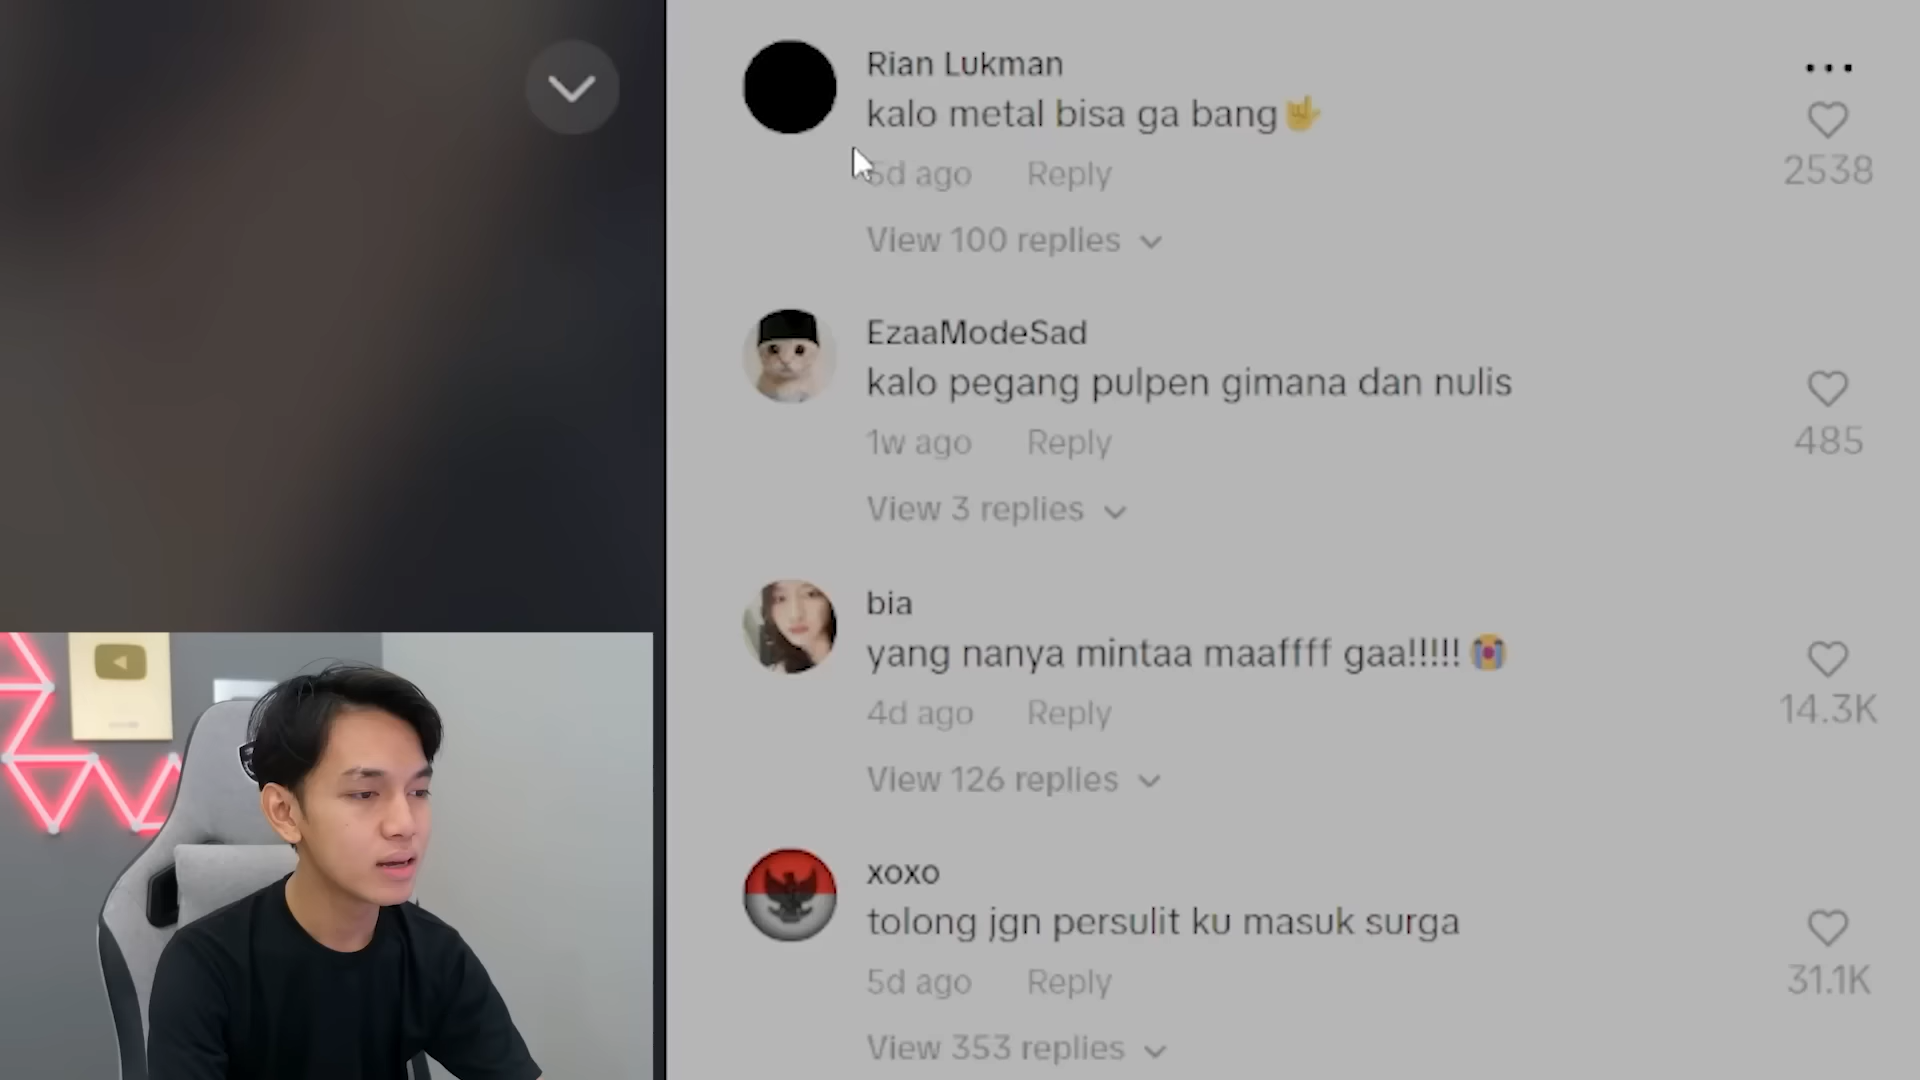 Rian Lukman
kalo metal bisa ga bang🤟
5d ago Reply
2538
View 100 replies
EzaaModeSad
kalo pegang pulpen gimana dan nulis
1w ago Reply
485
View 3 replies
bia
yang nanya mintaa maaffff gaa!!!!! 😭
4d ago Reply
14.3K
View 126 replies
xoxo
tolong jgn persulit ku masuk surga
5d ago Reply
31.1K
View 353 replies